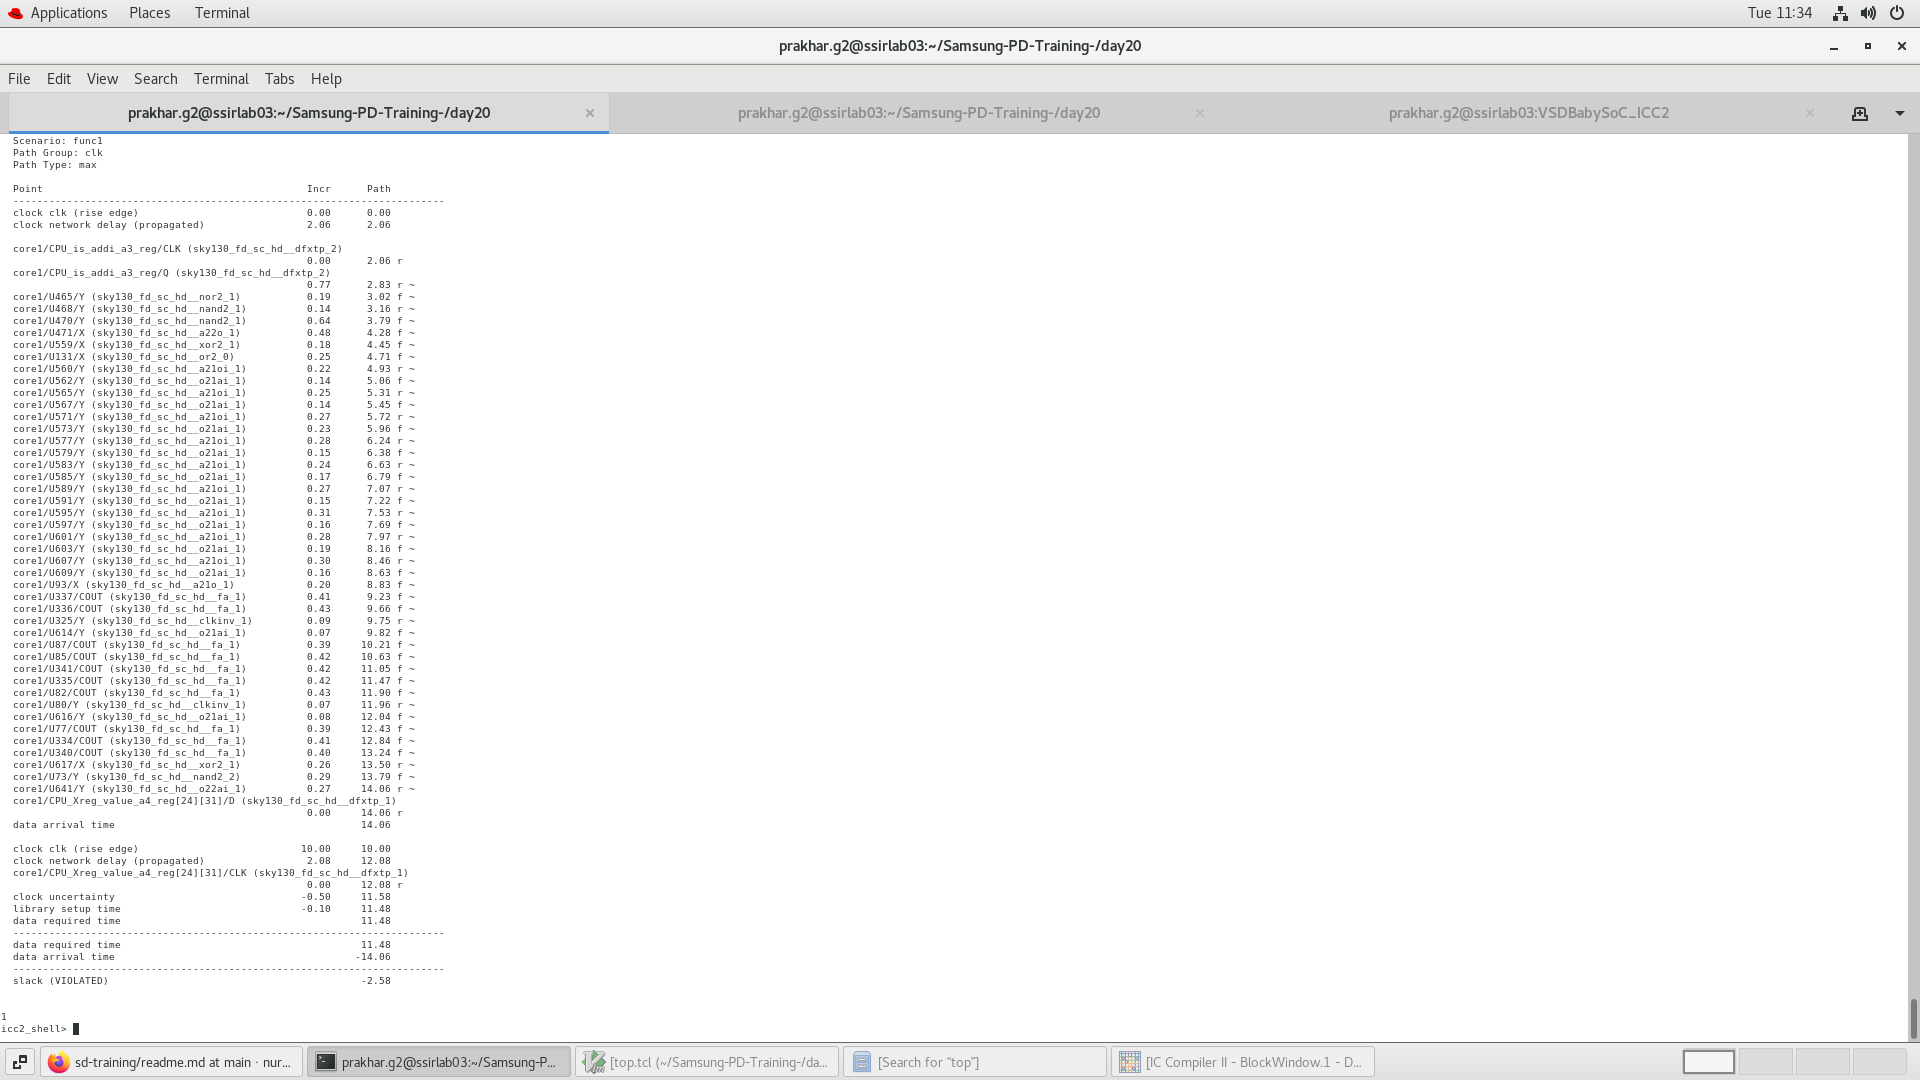 Applications Places Terminal Tue 11:34
prakhar.g2@ssirlab03:~/Samsung-PD-Training-/day20
File Edit View Search Terminal Tabs Help
prakhar.g2@ssirlab03:~/Samsung-PD-Training-/day20 × prakhar.g2@ssirlab03:~/Samsung-PD-Training-/day20 × prakhar.g2@ssirlab03:VSDBabySoC_ICC2 ×
Scenario: func1
Path Group: clk
Path Type: max
Point Incr Path
------------------------------------------------------------------------
clock clk (rise edge) 0.00 0.00
clock network delay (propagated) 2.06 2.06
core1/CPU_is_addi_a3_reg/CLK (sky130_fd_sc_hd__dfxtp_2)
0.00 2.06 r
core1/CPU_is_addi_a3_reg/Q (sky130_fd_sc_hd__dfxtp_2)
0.77 2.83 r ~
core1/U465/Y (sky130_fd_sc_hd__nor2_1) 0.19 3.02 f ~
core1/U468/Y (sky130_fd_sc_hd__nand2_1) 0.14 3.16 r ~
core1/U470/Y (sky130_fd_sc_hd__nand2_1) 0.64 3.79 f ~
core1/U471/X (sky130_fd_sc_hd__a22o_1) 0.48 4.28 f ~
core1/U559/X (sky130_fd_sc_hd__xor2_1) 0.18 4.45 f ~
core1/U131/X (sky130_fd_sc_hd__or2_0) 0.25 4.71 f ~
core1/U560/Y (sky130_fd_sc_hd__a21oi_1) 0.22 4.93 r ~
core1/U562/Y (sky130_fd_sc_hd__o21ai_1) 0.14 5.06 f ~
core1/U565/Y (sky130_fd_sc_hd__a21oi_1) 0.25 5.31 r ~
core1/U567/Y (sky130_fd_sc_hd__o21ai_1) 0.14 5.45 f ~
core1/U571/Y (sky130_fd_sc_hd__a21oi_1) 0.27 5.72 r ~
core1/U573/Y (sky130_fd_sc_hd__o21ai_1) 0.23 5.96 f ~
core1/U577/Y (sky130_fd_sc_hd__a21oi_1) 0.28 6.24 r ~
core1/U579/Y (sky130_fd_sc_hd__o21ai_1) 0.15 6.38 f ~
core1/U583/Y (sky130_fd_sc_hd__a21oi_1) 0.24 6.63 r ~
core1/U585/Y (sky130_fd_sc_hd__o21ai_1) 0.17 6.79 f ~
core1/U589/Y (sky130_fd_sc_hd__a21oi_1) 0.27 7.07 r ~
core1/U591/Y (sky130_fd_sc_hd__o21ai_1) 0.15 7.22 f ~
core1/U595/Y (sky130_fd_sc_hd__a21oi_1) 0.31 7.53 r ~
core1/U597/Y (sky130_fd_sc_hd__o21ai_1) 0.16 7.69 f ~
core1/U601/Y (sky130_fd_sc_hd__a21oi_1) 0.28 7.97 r ~
core1/U603/Y (sky130_fd_sc_hd__o21ai_1) 0.19 8.16 f ~
core1/U607/Y (sky130_fd_sc_hd__a21oi_1) 0.30 8.46 r ~
core1/U609/Y (sky130_fd_sc_hd__o21ai_1) 0.16 8.63 f ~
core1/U93/X (sky130_fd_sc_hd__a21o_1) 0.20 8.83 f ~
core1/U337/COUT (sky130_fd_sc_hd__fa_1) 0.41 9.23 f ~
core1/U336/COUT (sky130_fd_sc_hd__fa_1) 0.43 9.66 f ~
core1/U325/Y (sky130_fd_sc_hd__clkinv_1) 0.09 9.75 r ~
core1/U614/Y (sky130_fd_sc_hd__o21ai_1) 0.07 9.82 f ~
core1/U87/COUT (sky130_fd_sc_hd__fa_1) 0.39 10.21 f ~
core1/U85/COUT (sky130_fd_sc_hd__fa_1) 0.42 10.63 f ~
core1/U341/COUT (sky130_fd_sc_hd__fa_1) 0.42 11.05 f ~
core1/U335/COUT (sky130_fd_sc_hd__fa_1) 0.42 11.47 f ~
core1/U82/COUT (sky130_fd_sc_hd__fa_1) 0.43 11.90 f ~
core1/U80/Y (sky130_fd_sc_hd__clkinv_1) 0.07 11.96 r ~
core1/U616/Y (sky130_fd_sc_hd__o21ai_1) 0.08 12.04 f ~
core1/U77/COUT (sky130_fd_sc_hd__fa_1) 0.39 12.43 f ~
core1/U334/COUT (sky130_fd_sc_hd__fa_1) 0.41 12.84 f ~
core1/U340/COUT (sky130_fd_sc_hd__fa_1) 0.40 13.24 f ~
core1/U617/X (sky130_fd_sc_hd__xor2_1) 0.26 13.50 r ~
core1/U73/Y (sky130_fd_sc_hd__nand2_2) 0.29 13.79 f ~
core1/U641/Y (sky130_fd_sc_hd__o22ai_1) 0.27 14.06 r ~
core1/CPU_Xreg_value_a4_reg[24][31]/D (sky130_fd_sc_hd__dfxtp_1)
0.00 14.06 r
data arrival time 14.06
clock clk (rise edge) 10.00 10.00
clock network delay (propagated) 2.08 12.08
core1/CPU_Xreg_value_a4_reg[24][31]/CLK (sky130_fd_sc_hd__dfxtp_1)
0.00 12.08 r
clock uncertainty -0.50 11.58
library setup time -0.10 11.48
data required time 11.48
------------------------------------------------------------------------
data required time 11.48
data arrival time -14.06
------------------------------------------------------------------------
slack (VIOLATED) -2.58
1
icc2_shell>
sd-training/readme.md at main · nur... prakhar.g2@ssirlab03:~/Samsung-P... [top.tcl (~/Samsung-PD-Training-/da... [Search for “top”] [IC Compiler II - BlockWindow.1 - D...